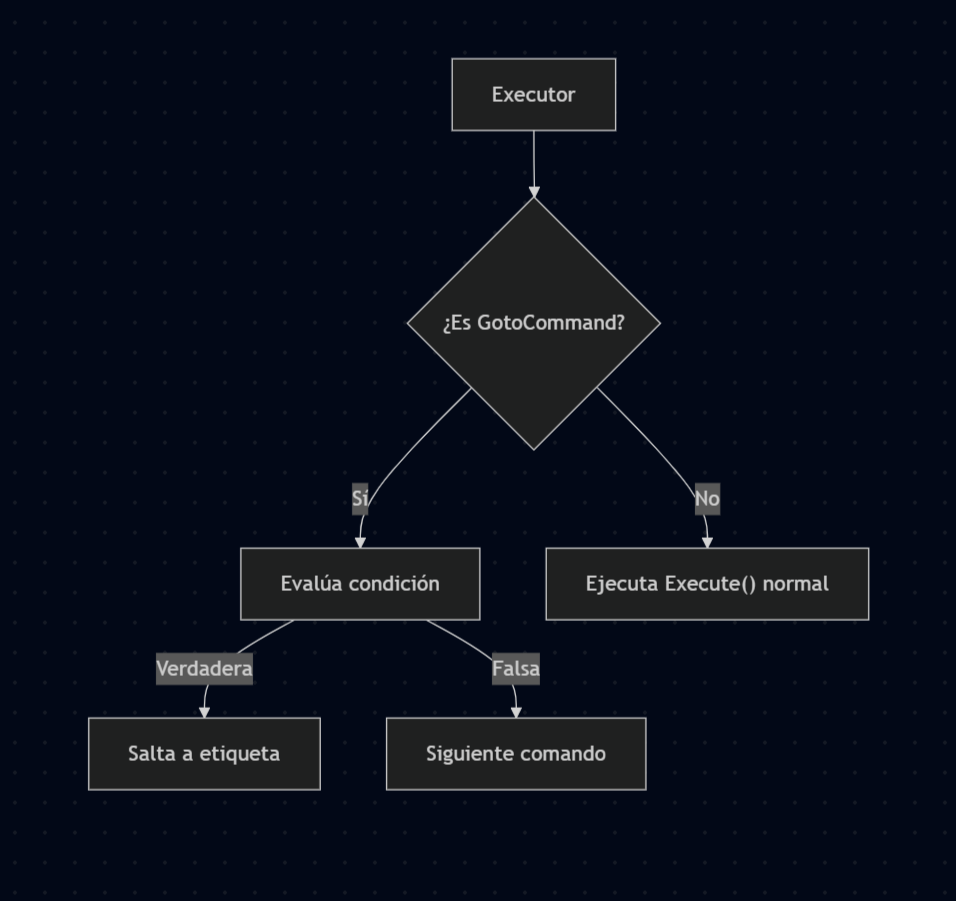 Executor
¿Es GotoCommand?
Sí
No
Evalúa condición
Ejecuta Execute() normal
Verdadera
Falsa
Salta a etiqueta
Siguiente comando